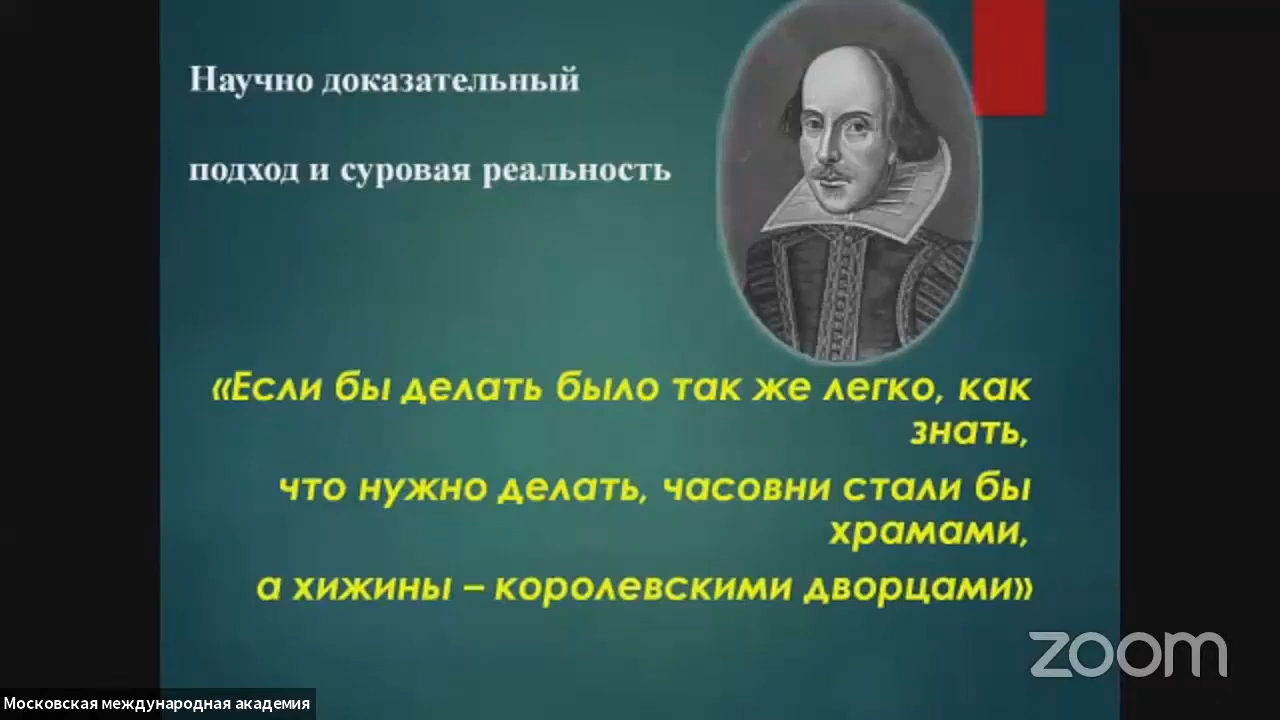 Научно доказательный
подход и суровая реальность
«Если бы делать было так же легко, как
знать,
что нужно делать, часовни стали бы
храмами,
а хижины – королевскими дворцами»
zoom
Московская международная академия